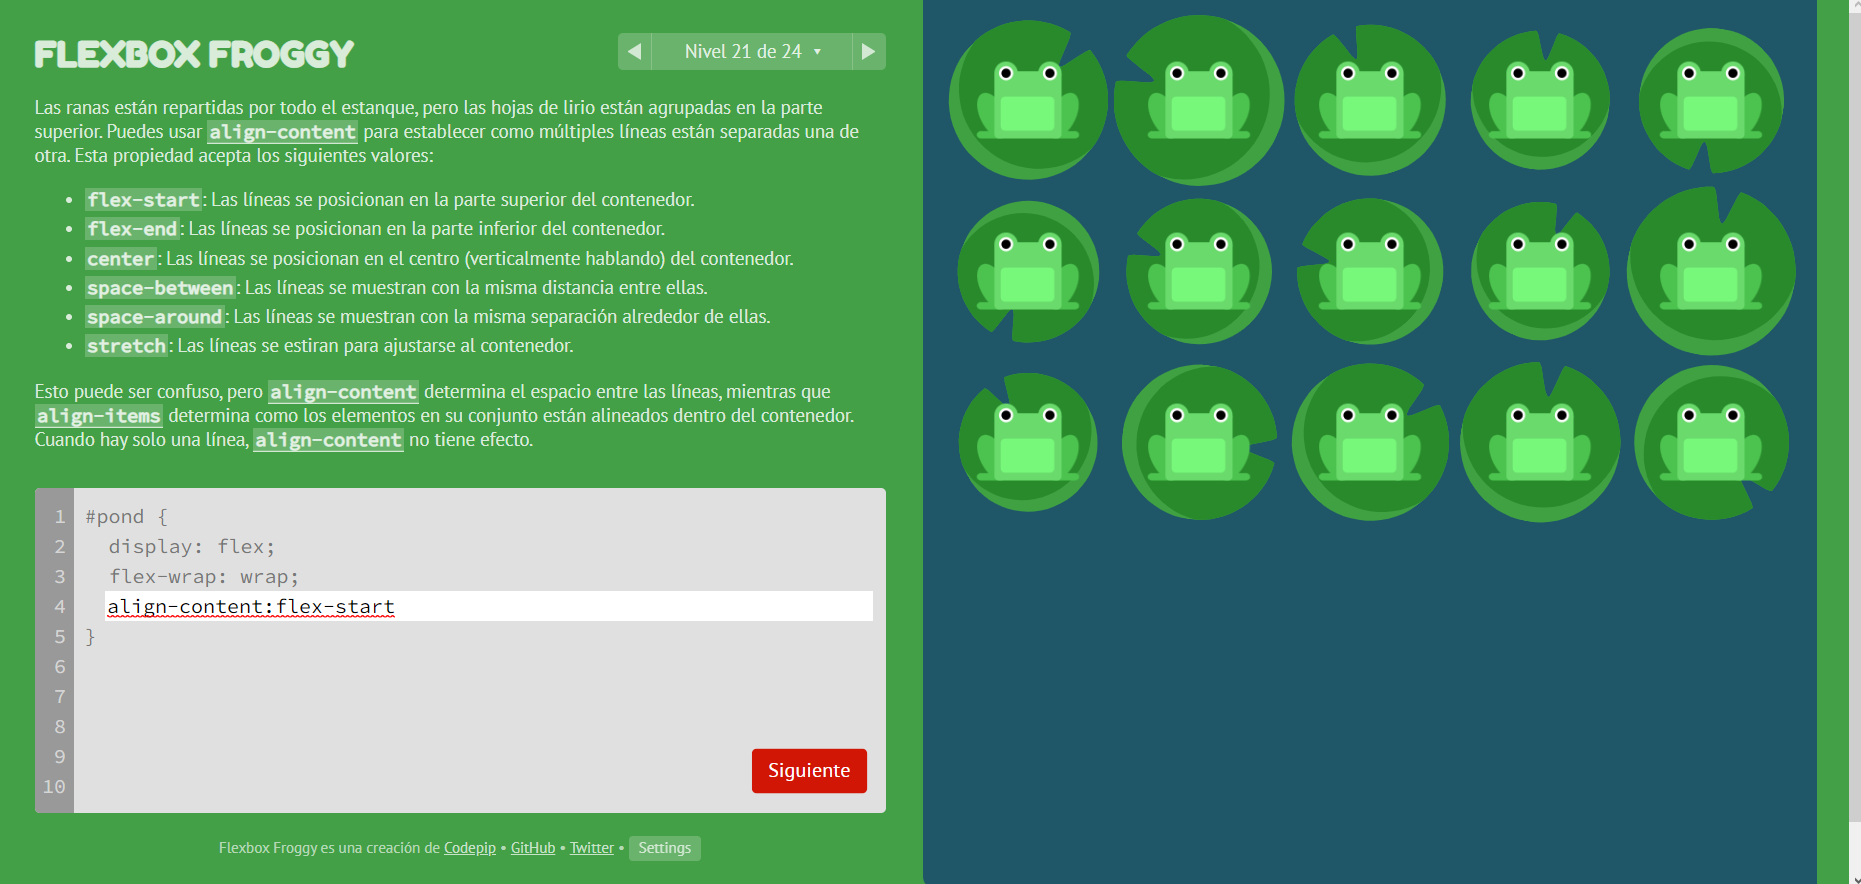 FLEXBOX FROGGY
Nivel 21 de 24
Las ranas están repartidas por todo el estanque, pero las hojas de lirio están agrupadas en la parte
superior. Puedes usar align-content para establecer como múltiples líneas están separadas una de
otra. Esta propiedad acepta los siguientes valores:
• flex-start: Las líneas se posicionan en la parte superior del contenedor.
• flex-end: Las líneas se posicionan en la parte inferior del contenedor.
• center: Las líneas se posicionan en el centro (verticalmente hablando) del contenedor.
• space-between: Las líneas se muestran con la misma distancia entre ellas.
• space-around: Las líneas se muestran con la misma separación alrededor de ellas.
• stretch: Las líneas se estiran para ajustarse al contenedor.
Esto puede ser confuso, pero align-content determina el espacio entre las líneas, mientras que
align-items determina como los elementos en su conjunto están alineados dentro del contenedor.
Cuando hay solo una línea, align-content no tiene efecto.
1 #pond {
2 display: flex;
3 flex-wrap: wrap;
4 align-content:flex-start
5 }
6
7
8
9
10
Siguiente
Flexbox Froggy es una creación de Codepip • GitHub • Twitter • Settings